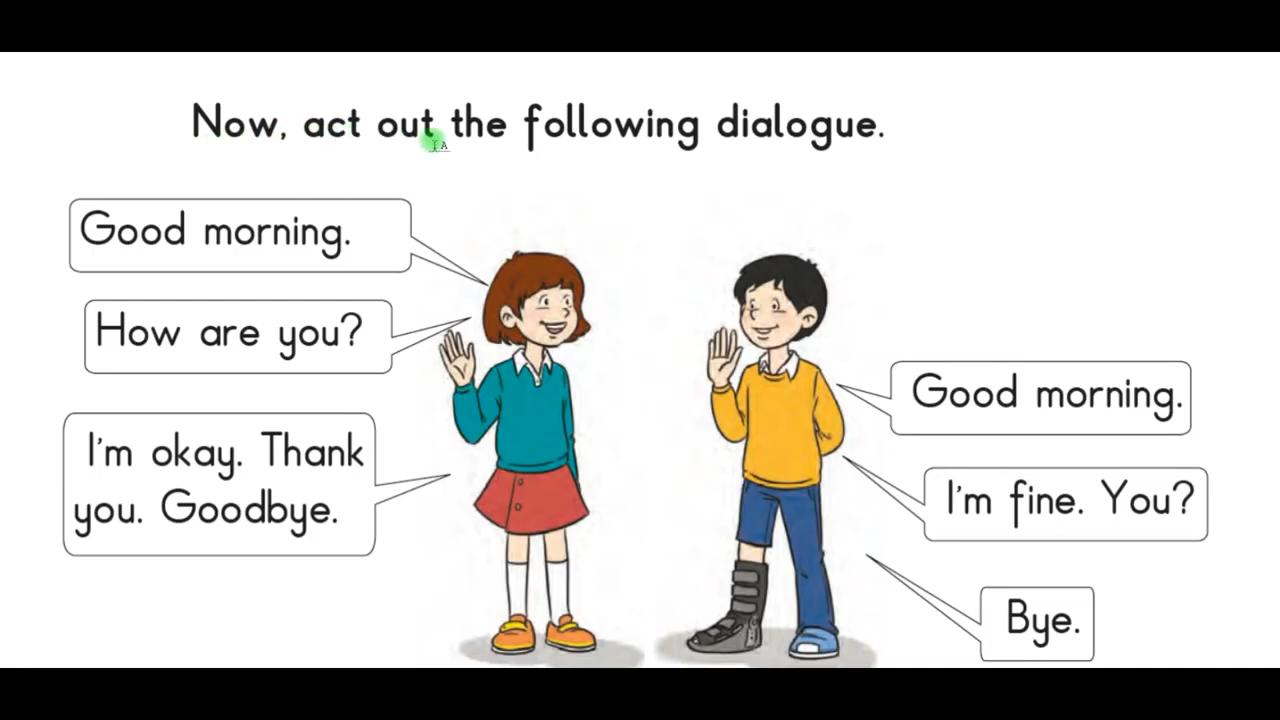 Now, act out the following dialogue.
Good morning.
How are you?
I'm okay. Thank
you. Goodbye.
Good morning.
I'm fine. You?
Bye.